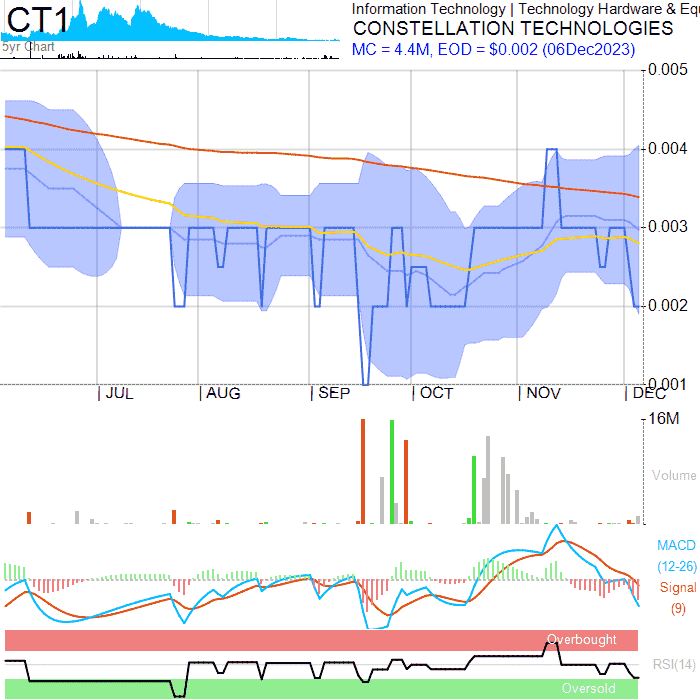 CT1
Information Technology | Technology Hardware & Equ
CONSTELLATION TECHNOLOGIES
MC = 4.4M, EOD = $0.002 (06Dec2023)
5yr Chart
0.005
0.004
0.003
0.002
0.001
JUL AUG SEP OCT NOV DEC
16M
Volume
MACD
(12-26)
Signal
(9)
Overbought
RSI(14)
Oversold